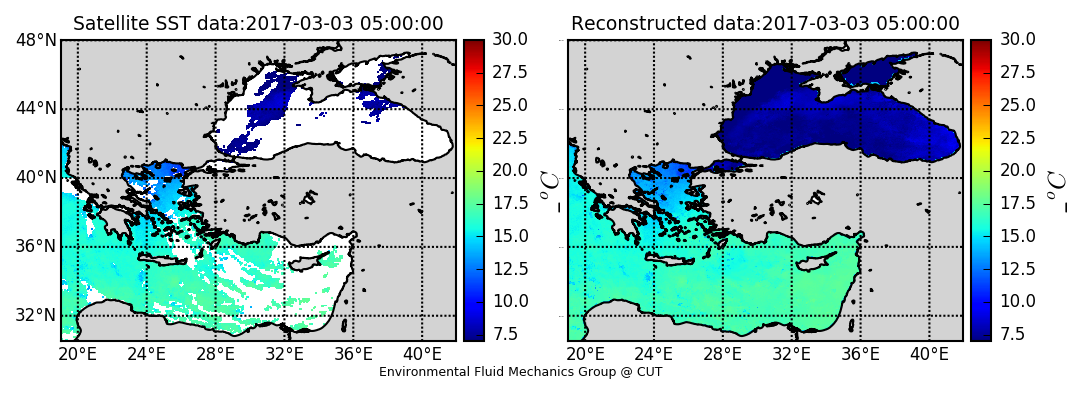 Satellite SST data:2017-03-03 05:00:00
48°N
44°N
40°N
36°N
32°N
20°E 24°E 28°E 32°E 36°E 40°E
30.0
27.5
25.0
22.5
20.0
17.5
15.0
12.5
10.0
7.5
_°C
Reconstructed data:2017-03-03 05:00:00
20°E 24°E 28°E 32°E 36°E 40°E
30.0
27.5
25.0
22.5
20.0
17.5
15.0
12.5
10.0
7.5
_°C
Environmental Fluid Mechanics Group @ CUT